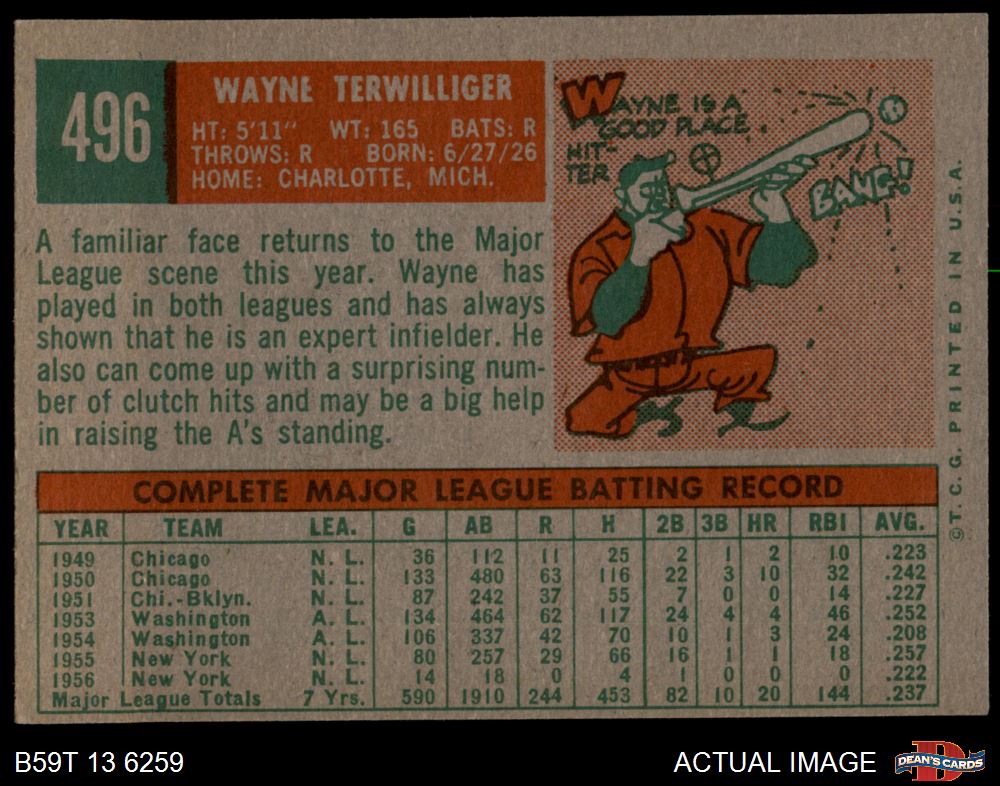 496
WAYNE TERWILLIGER
HT: 5'11" WT: 165 BATS: R
THROWS: R BORN: 6/27/26
HOME: CHARLOTTE, MICH.
A familiar face returns to the Major
League scene this year. Wayne has
played in both leagues and has always
shown that he is an expert infielder. He
also can come up with a surprising num-
ber of clutch hits and may be a big help
in raising the A's standing.
WAYNE IS A
GOOD PLACE
HIT-
TER
BANG!
© T. C. G. PRINTED IN U.S.A.
COMPLETE MAJOR LEAGUE BATTING RECORD
YEAR TEAM LEA. G AB R H 2B 3B HR RBI AVG.
1949 Chicago N. L. 36 112 11 25 2 1 2 10 .223
1950 Chicago N. L. 133 480 63 116 22 3 10 32 .242
1951 Chi.-Bklyn. N. L. 87 242 37 55 7 0 0 14 .227
1953 Washington A. L. 134 464 62 117 24 4 4 46 .252
1954 Washington A. L. 106 337 42 70 10 1 3 24 .208
1955 New York N. L. 80 257 29 66 16 1 1 18 .257
1956 New York N. L. 14 18 0 4 1 0 0 0 .222
Major League Totals 7 Yrs. 590 1910 244 453 82 10 20 144 .237
B59T 13 6259
ACTUAL IMAGE
DEAN'S CARDS